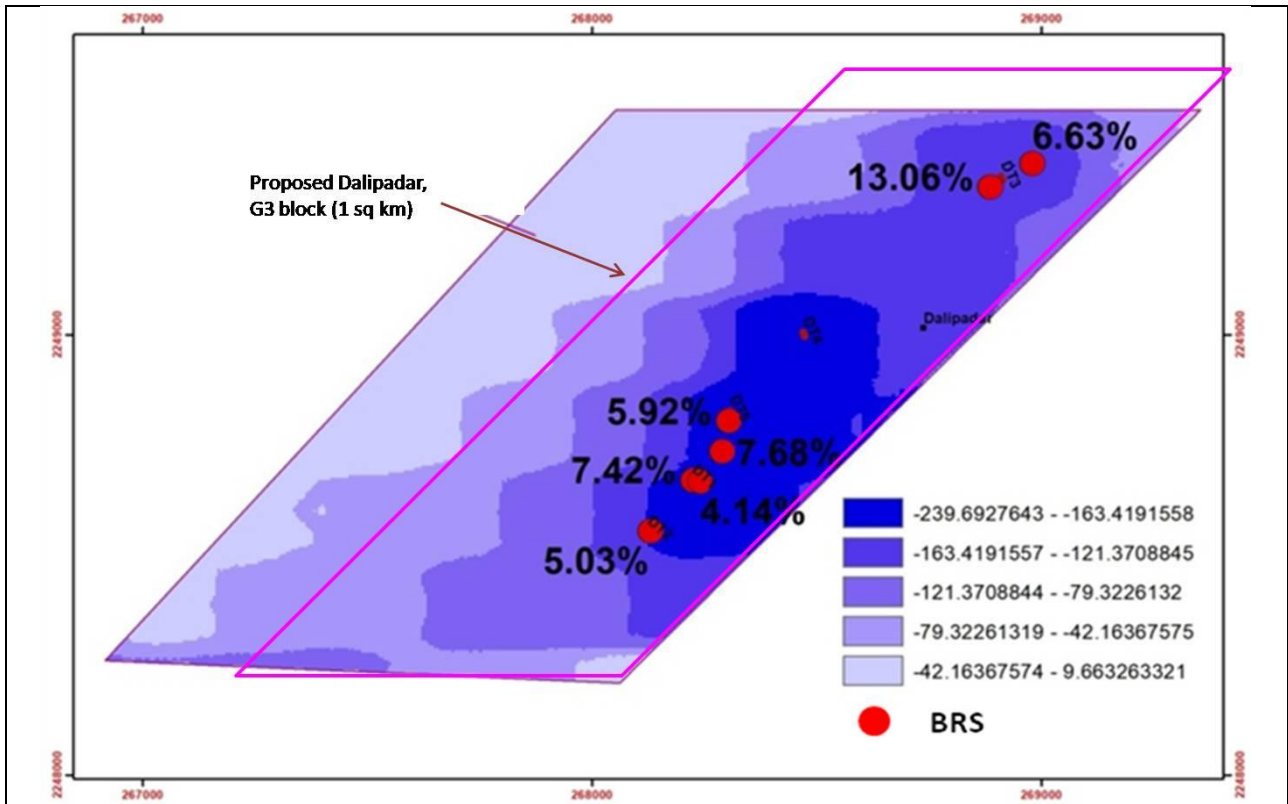 267000
268000
269000
6.63%
13.06%
DT3
Proposed Dalipadar,
G3 block (1 sq km)
2249000
2249000
Dalipadar
5.92%
7.68%
7.42%
4.14%
5.03%
-239.6927643 - -163.4191558
-163.4191557 - -121.3708845
-121.3708844 - -79.3226132
-79.32261319 - -42.16367575
-42.16367574 - 9.663263321
BRS
2248000
2248000
267000
268000
269000